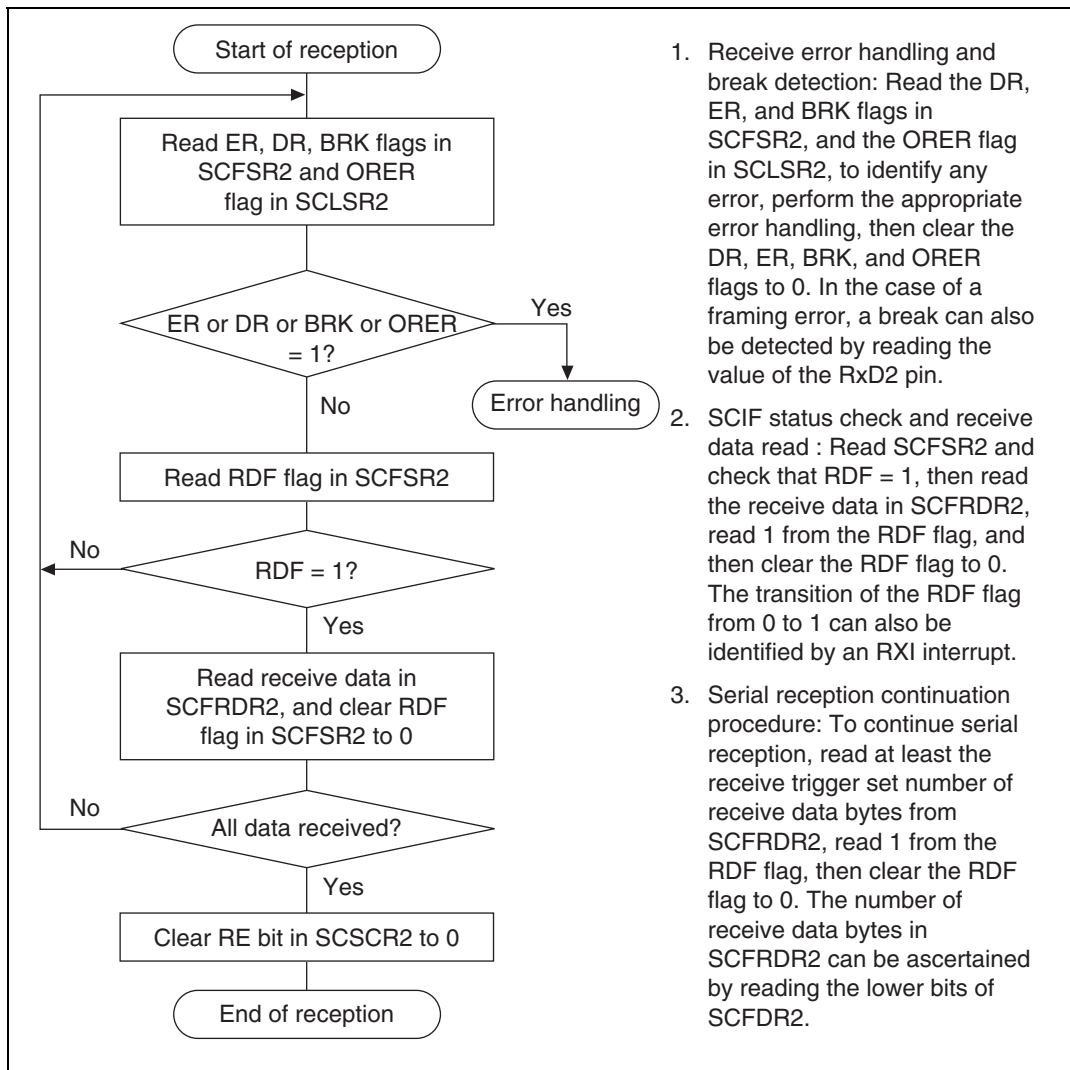 Start of reception
Read ER, DR, BRK flags in
SCFSR2 and ORER
flag in SCLSR2
ER or DR or BRK or ORER
= 1?
Yes
Error handling
No
Read RDF flag in SCFSR2
No
RDF = 1?
Yes
Read receive data in
SCFRDR2, and clear RDF
flag in SCFSR2 to 0
No
All data received?
Yes
Clear RE bit in SCSCR2 to 0
End of reception
1. Receive error handling and
break detection: Read the DR,
ER, and BRK flags in
SCFSR2, and the ORER flag
in SCLSR2, to identify any
error, perform the appropriate
error handling, then clear the
DR, ER, BRK, and ORER
flags to 0. In the case of a
framing error, a break can also
be detected by reading the
value of the RxD2 pin.
2. SCIF status check and receive
data read : Read SCFSR2 and
check that RDF = 1, then read
the receive data in SCFRDR2,
read 1 from the RDF flag, and
then clear the RDF flag to 0.
The transition of the RDF flag
from 0 to 1 can also be
identified by an RXI interrupt.
3. Serial reception continuation
procedure: To continue serial
reception, read at least the
receive trigger set number of
receive data bytes from
SCFRDR2, read 1 from the
RDF flag, then clear the RDF
flag to 0. The number of
receive data bytes in
SCFRDR2 can be ascertained
by reading the lower bits of
SCFDR2.